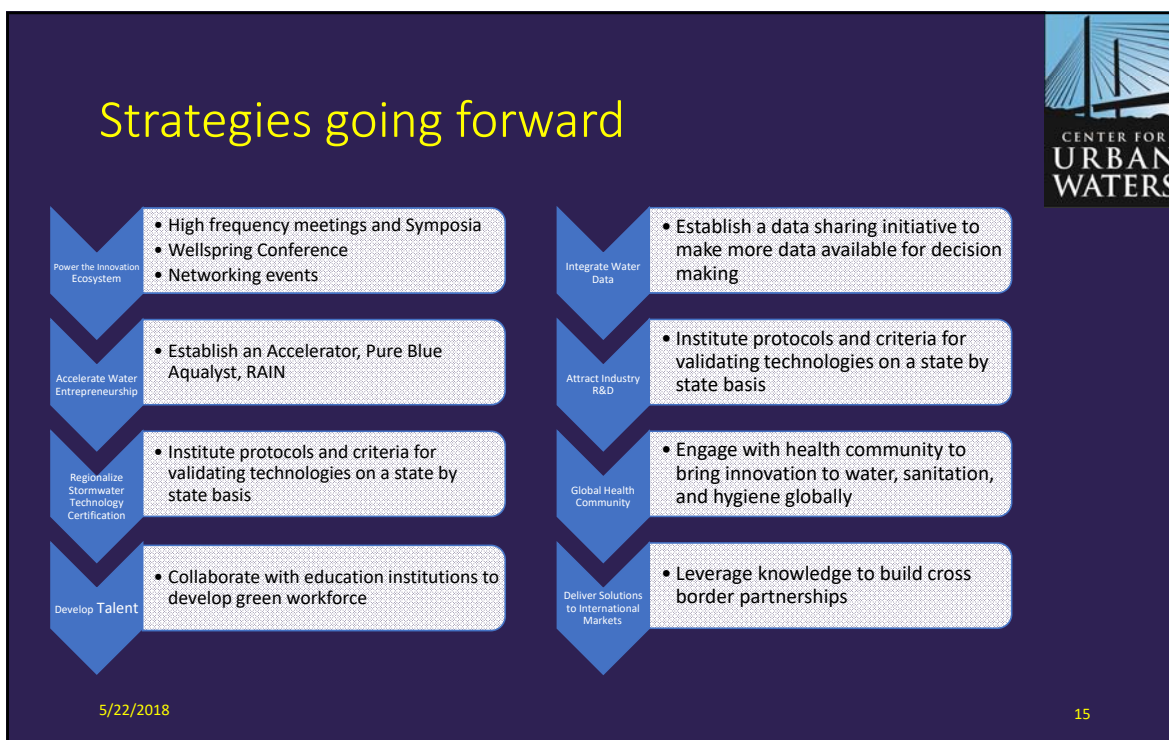 Strategies going forward
CENTER FOR
URBAN
WATERS
Power the Innovation
Ecosystem
• High frequency meetings and Symposia
• Wellspring Conference
• Networking events
Accelerate Water
Entrepreneurship
• Establish an Accelerator, Pure Blue
Aqualyst, RAIN
Regionalize
Stormwater
Technology
Certification
• Institute protocols and criteria for
validating technologies on a state by
state basis
Develop Talent
• Collaborate with education institutions to
develop green workforce
Integrate Water
Data
• Establish a data sharing initiative to
make more data available for decision
making
Attract Industry
R&D
• Institute protocols and criteria for
validating technologies on a state by
state basis
Global Health
Community
• Engage with health community to
bring innovation to water, sanitation,
and hygiene globally
Deliver Solutions
to International
Markets
• Leverage knowledge to build cross
border partnerships
5/22/2018
15